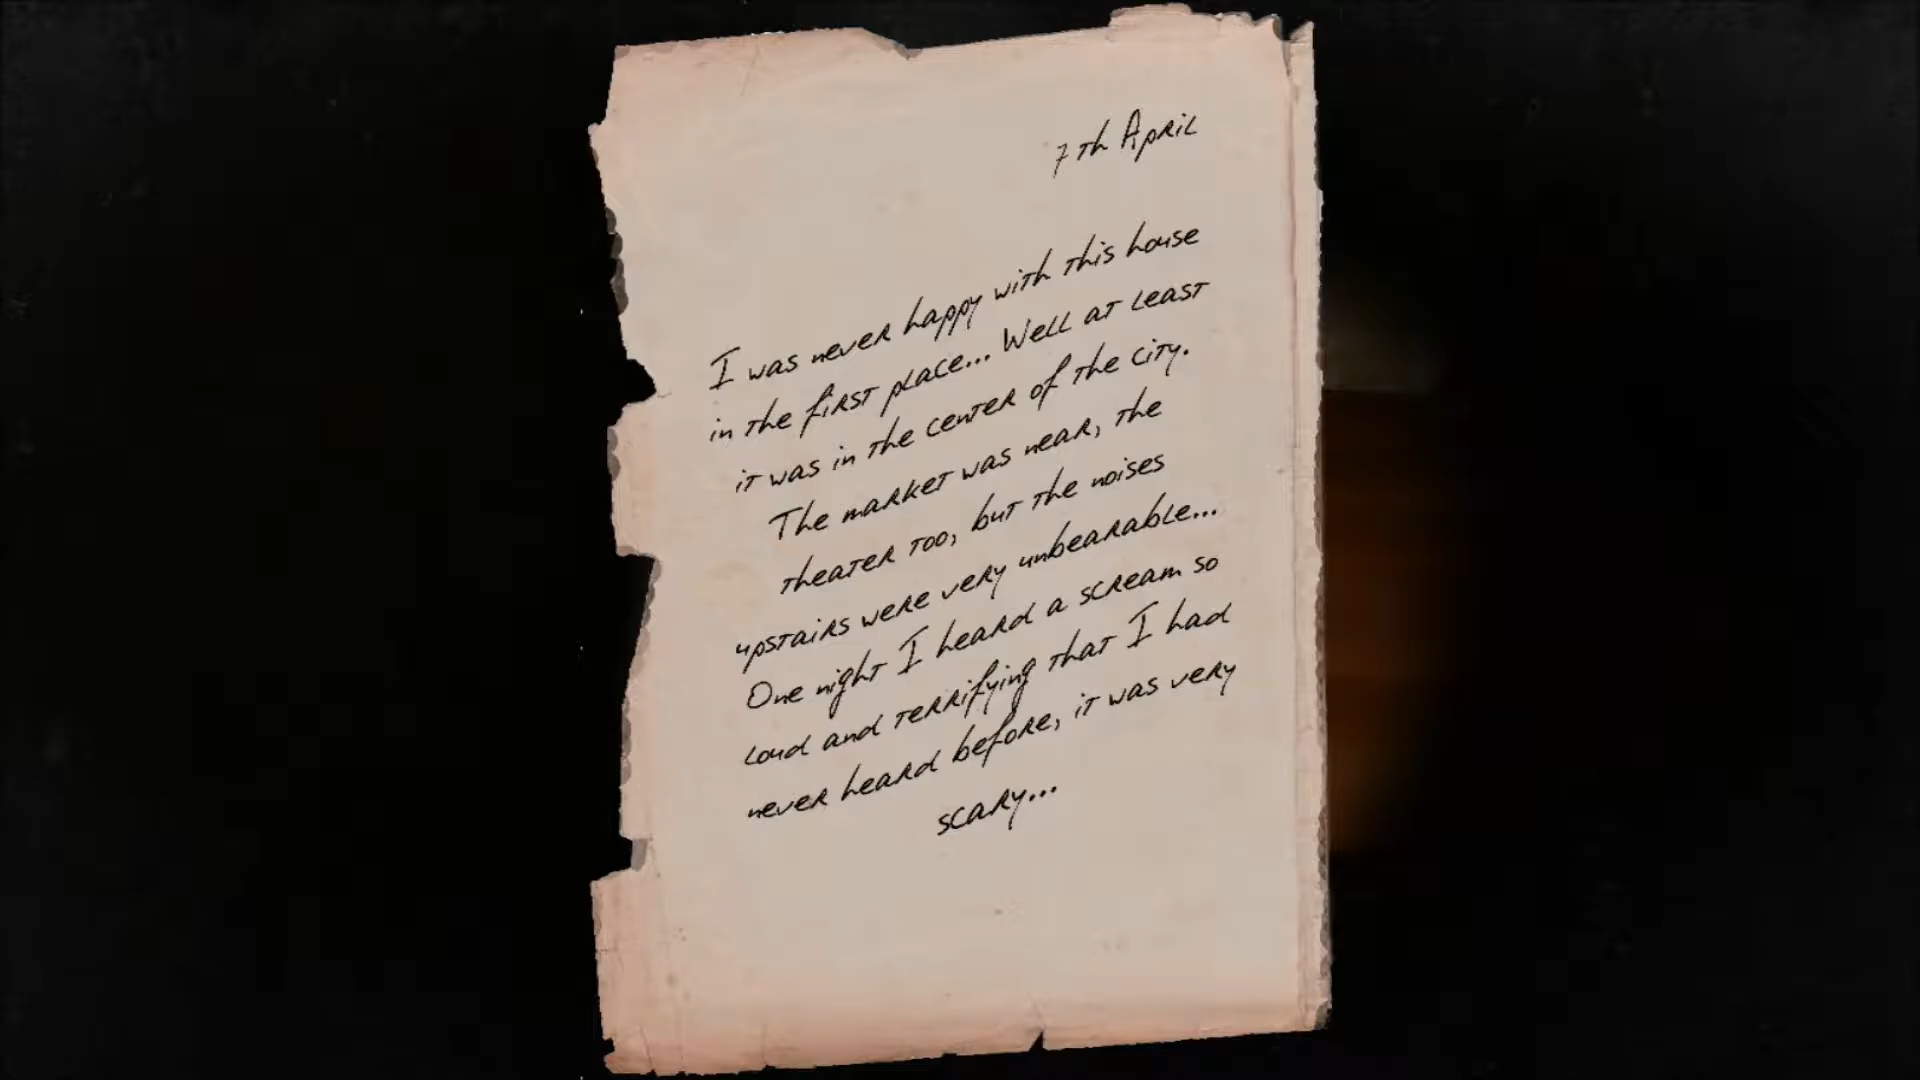 7th April
I was never happy with this house
in the first place... Well at least
it was in the center of the city.
The market was near, the
theater too, but the noises
upstairs were very unbearable...
One night I heard a scream so
loud and terrifying that I had
never heard before, it was very
scary...